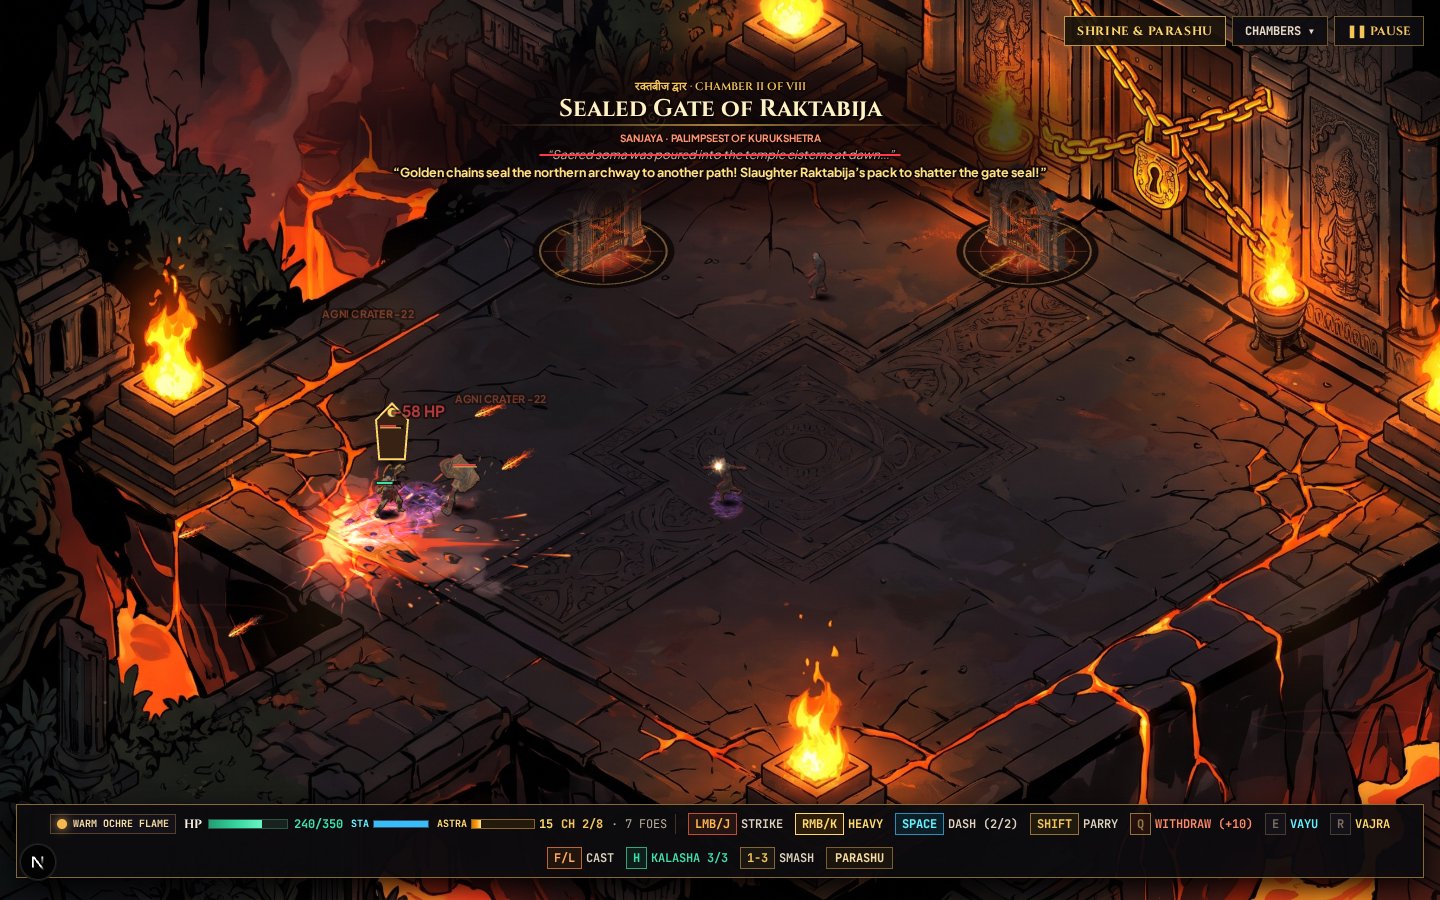 SHRINE & PARASHU
CHAMBERS ▾
❚❚ PAUSE
रक्तबीज द्वार · CHAMBER II OF VIII
SEALED GATE OF RAKTABIJA
SANJAYA · PALIMPSEST OF KURUKSHETRA
“Sacred soma was poured into the temple cisterns at dawn...”
“Golden chains seal the northern archway to another path! Slaughter Raktabija’s pack to shatter the gate seal!”
AGNI CRATER -22
AGNI CRATER -22
-58 HP
WARM OCHRE FLAME HP 240/350 STA ASTRA 15 CH 2/8 · 7 FOES LMB/J STRIKE RMB/K HEAVY SPACE DASH (2/2) SHIFT PARRY Q WITHDRAW (+10) E VAYU R VAJRA
F/L CAST H KALASHA 3/3 1-3 SMASH PARASHU
N